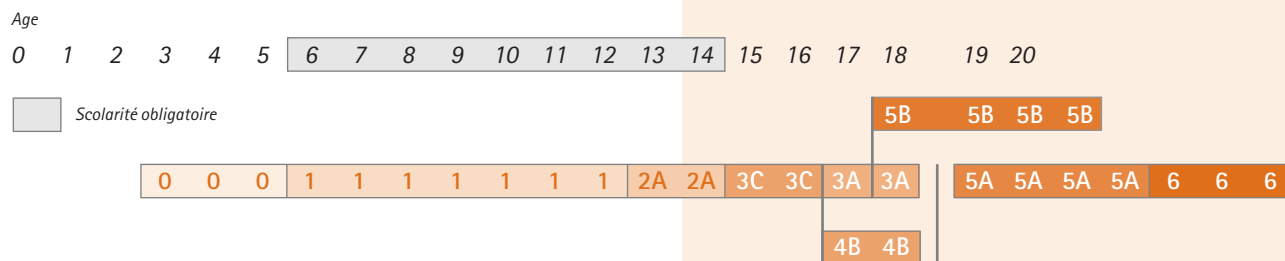 Age
0 1 2 3 4 5 6 7 8 9 10 11 12 13 14 15 16 17 18 19 20
Scolarité obligatoire
5B 5B 5B 5B
0 0 0 1 1 1 1 1 1 1 2A 2A 3C 3C 3A 3A 5A 5A 5A 5A 6 6 6
4B 4B